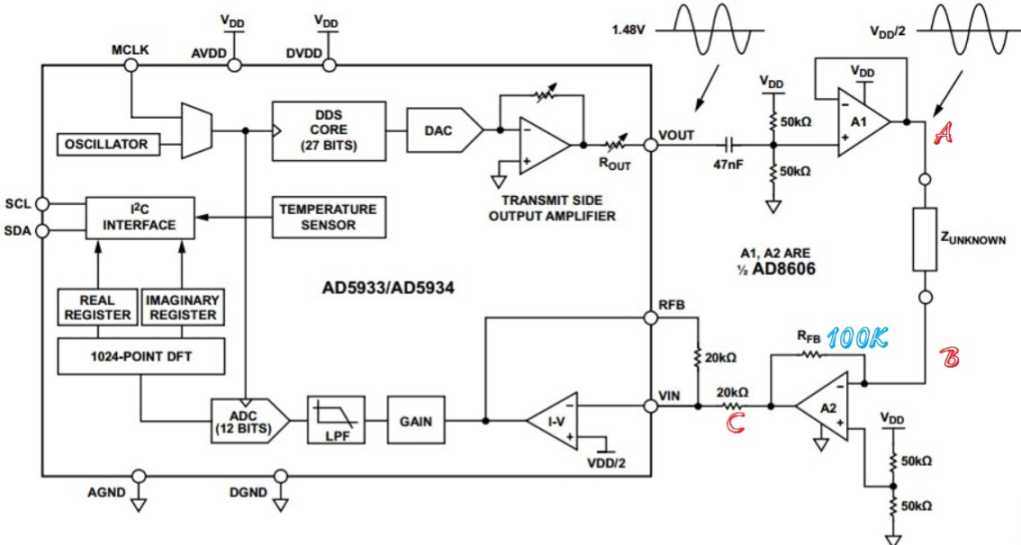 1.48V
VDD/2
VDD
VDD
MCLK
AVDD
DVDD
VDD
VDD
50kΩ
-
A1
+
A
OSCILLATOR
DDS
CORE
(27 BITS)
DAC
-
+
ROUT
VOUT
47nF
50kΩ
TRANSMIT SIDE
OUTPUT AMPLIFIER
SCL
SDA
I2C
INTERFACE
TEMPERATURE
SENSOR
ZUNKNOWN
A1, A2 ARE
½ AD8606
AD5933/AD5934
REAL
REGISTER
IMAGINARY
REGISTER
RFB
1024-POINT DFT
RFB 100K
20kΩ
B
VIN
20kΩ
C
-
A2
+
ADC
(12 BITS)
LPF
GAIN
-
I-V
+
VDD/2
VDD
50kΩ
50kΩ
AGND
DGND